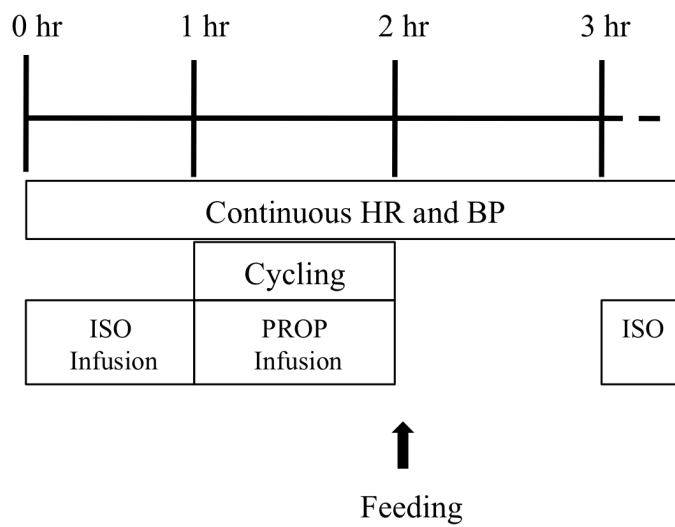 0 hr 1 hr 2 hr 3 hr
Continuous HR and BP
Cycling
ISO
Infusion
PROP
Infusion
ISO
Feeding